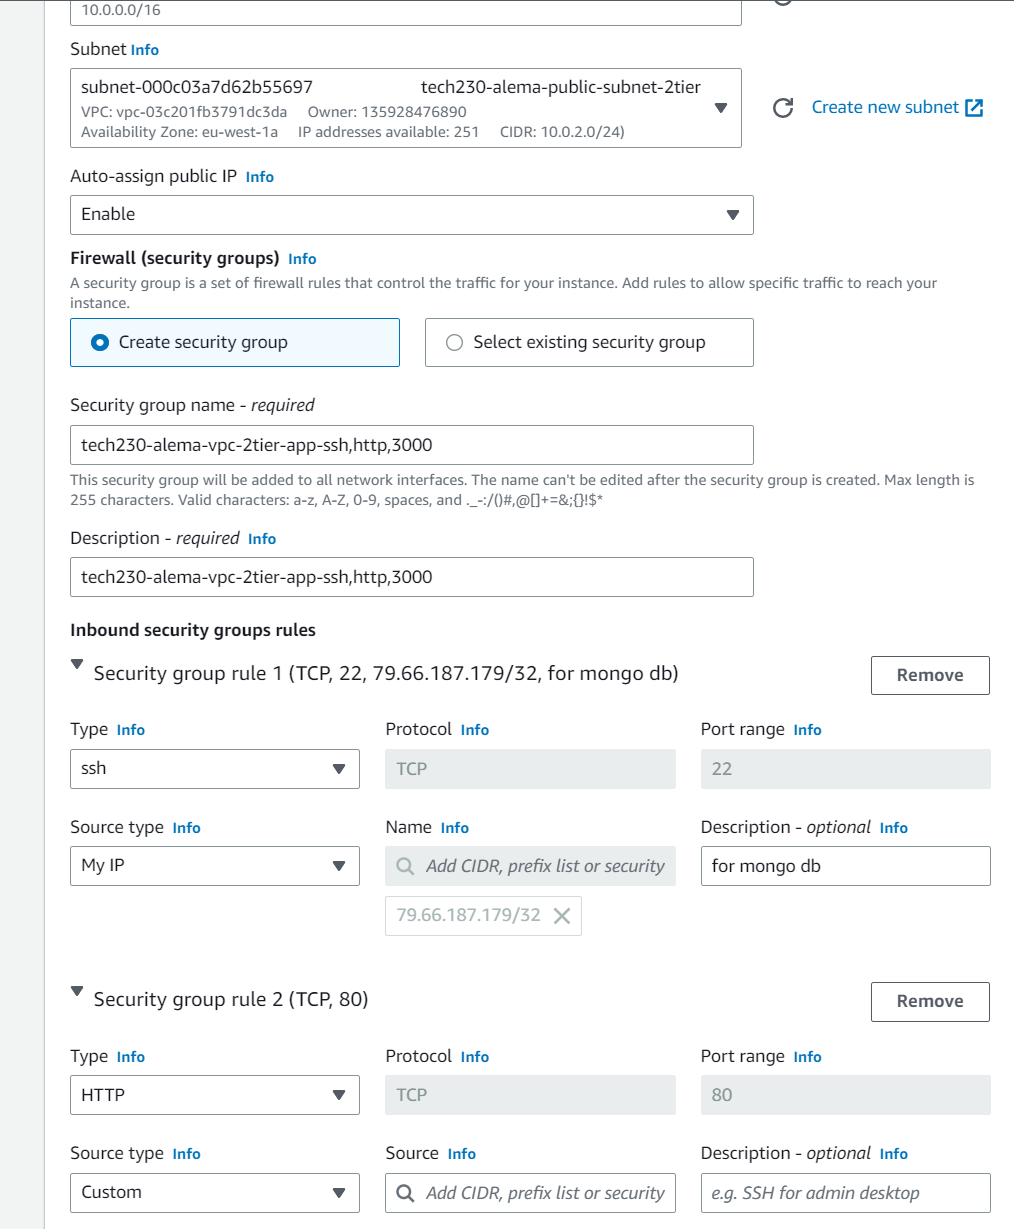 10.0.0.0/16
Subnet Info
subnet-000c03a7d62b55697 tech230-alema-public-subnet-2tier
VPC: vpc-03c201fb3791dc3da Owner: 135928476890
Availability Zone: eu-west-1a IP addresses available: 251 CIDR: 10.0.2.0/24)
Create new subnet
Auto-assign public IP Info
Enable
Firewall (security groups) Info
A security group is a set of firewall rules that control the traffic for your instance. Add rules to allow specific traffic to reach your
instance.
Create security group Select existing security group
Security group name - required
tech230-alema-vpc-2tier-app-ssh,http,3000
This security group will be added to all network interfaces. The name can't be edited after the security group is created. Max length is
255 characters. Valid characters: a-z, A-Z, 0-9, spaces, and ._-:/()#,@[]+=&;{}!$*
Description - required Info
tech230-alema-vpc-2tier-app-ssh,http,3000
Inbound security groups rules
Security group rule 1 (TCP, 22, 79.66.187.179/32, for mongo db) Remove
Type Info Protocol Info Port range Info
ssh TCP 22
Source type Info Name Info Description - optional Info
My IP Add CIDR, prefix list or security for mongo db
79.66.187.179/32
Security group rule 2 (TCP, 80) Remove
Type Info Protocol Info Port range Info
HTTP TCP 80
Source type Info Source Info Description - optional Info
Custom Add CIDR, prefix list or security e.g. SSH for admin desktop